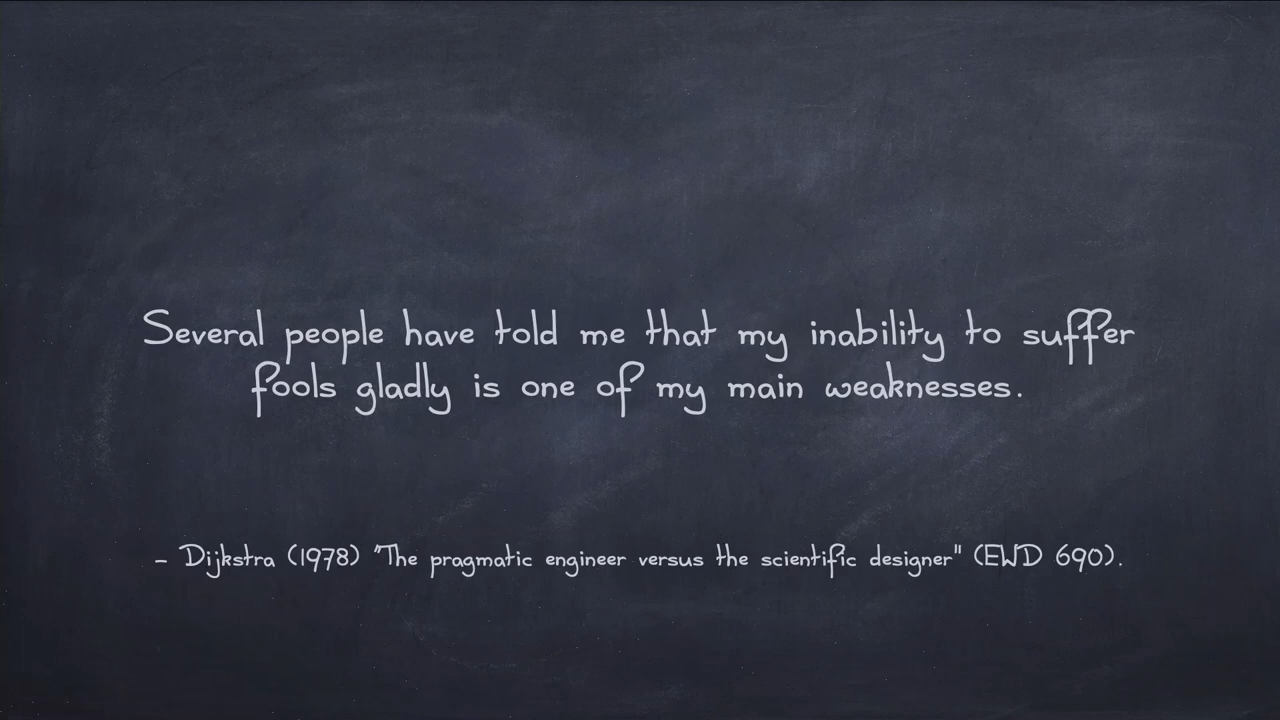 Several people have told me that my inability to suffer
fools gladly is one of my main weaknesses.
- Dijkstra (1978) "The pragmatic engineer versus the scientific designer" (EWD 690).